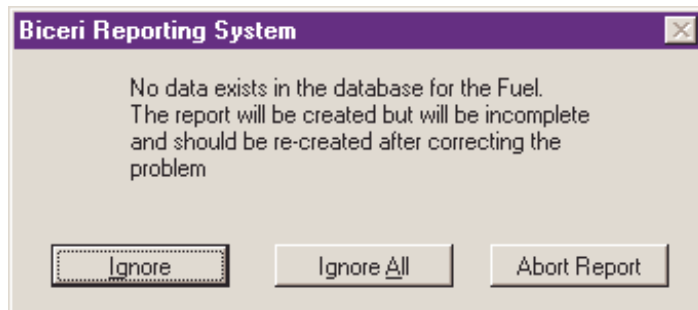 Biceri Reporting System
No data exists in the database for the Fuel.
The report will be created but will be incomplete
and should be re-created after correcting the
problem
Ignore
Ignore All
Abort Report